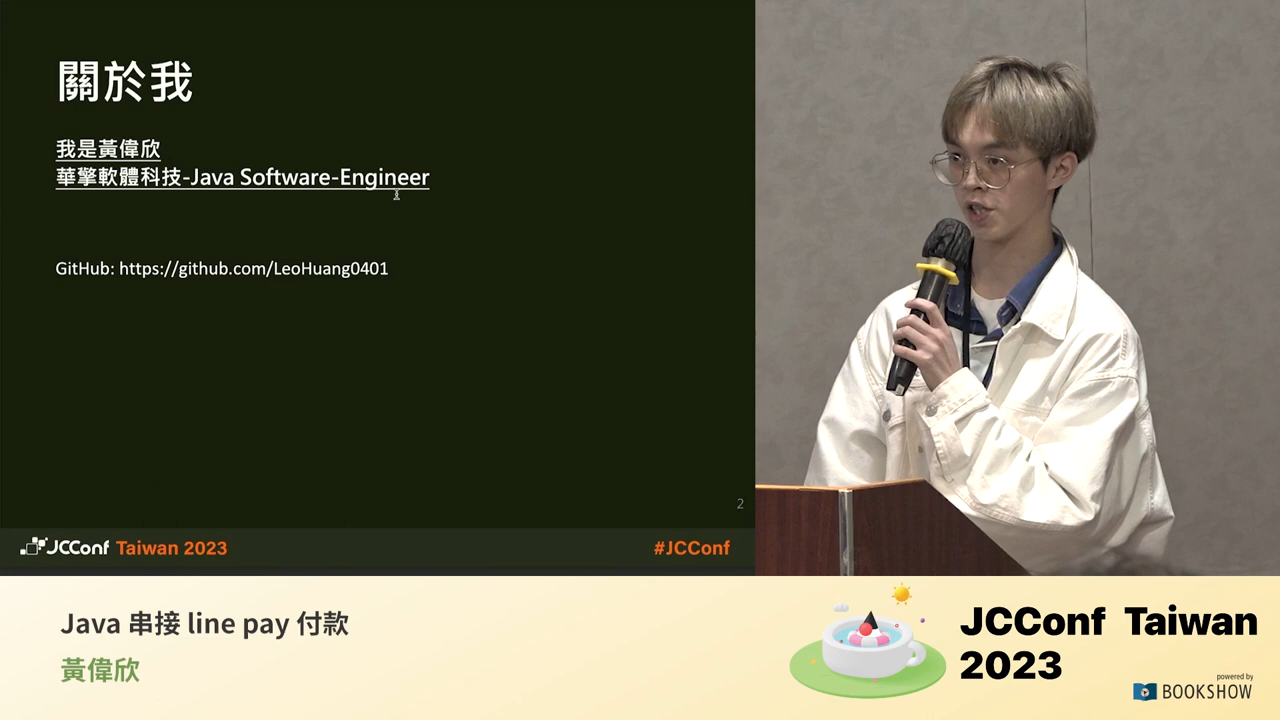 關於我
我是黃偉欣
華擎軟體科技-Java Software-Engineer
GitHub: https://github.com/LeoHuang0401
2
JCConf Taiwan 2023
#JCConf
Java 串接 line pay 付款
黃偉欣
JCConf Taiwan
2023
powered by
BOOKSHOW